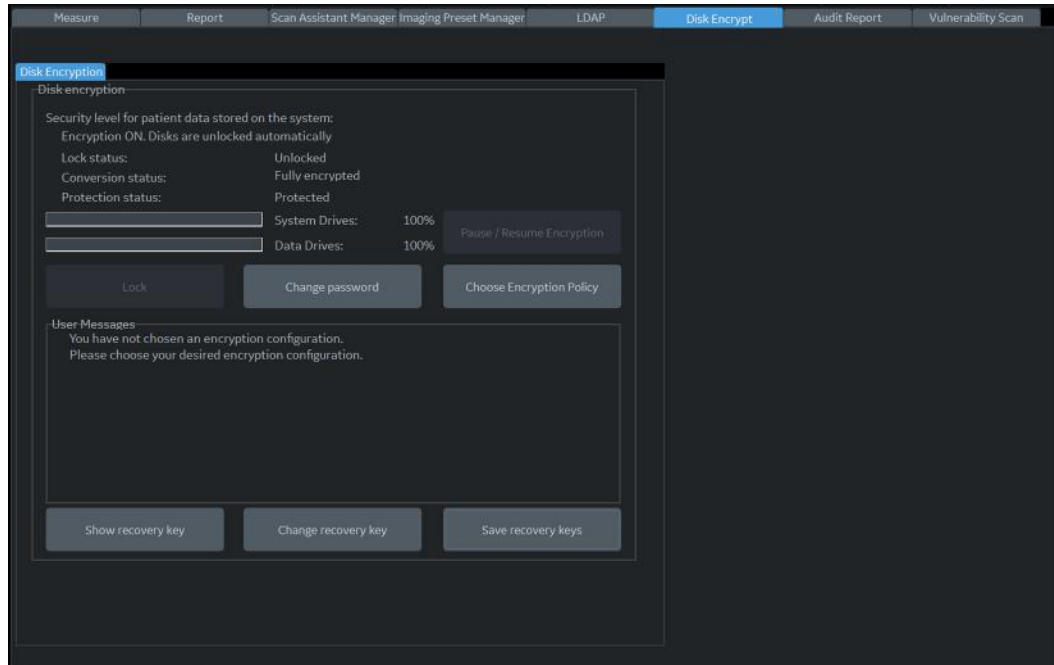 Measure Report Scan Assistant Manager Imaging Preset Manager LDAP Disk Encrypt Audit Report Vulnerability Scan
Disk Encryption
Disk encryption
Security level for patient data stored on the system:
Encryption ON. Disks are unlocked automatically
Lock status: Unlocked
Conversion status: Fully encrypted
Protection status: Protected
System Drives: 100%
Pause / Resume Encryption
Data Drives: 100%
Lock Change password Choose Encryption Policy
User Messages
You have not chosen an encryption configuration.
Please choose your desired encryption configuration.
Show recovery key Change recovery key Save recovery keys